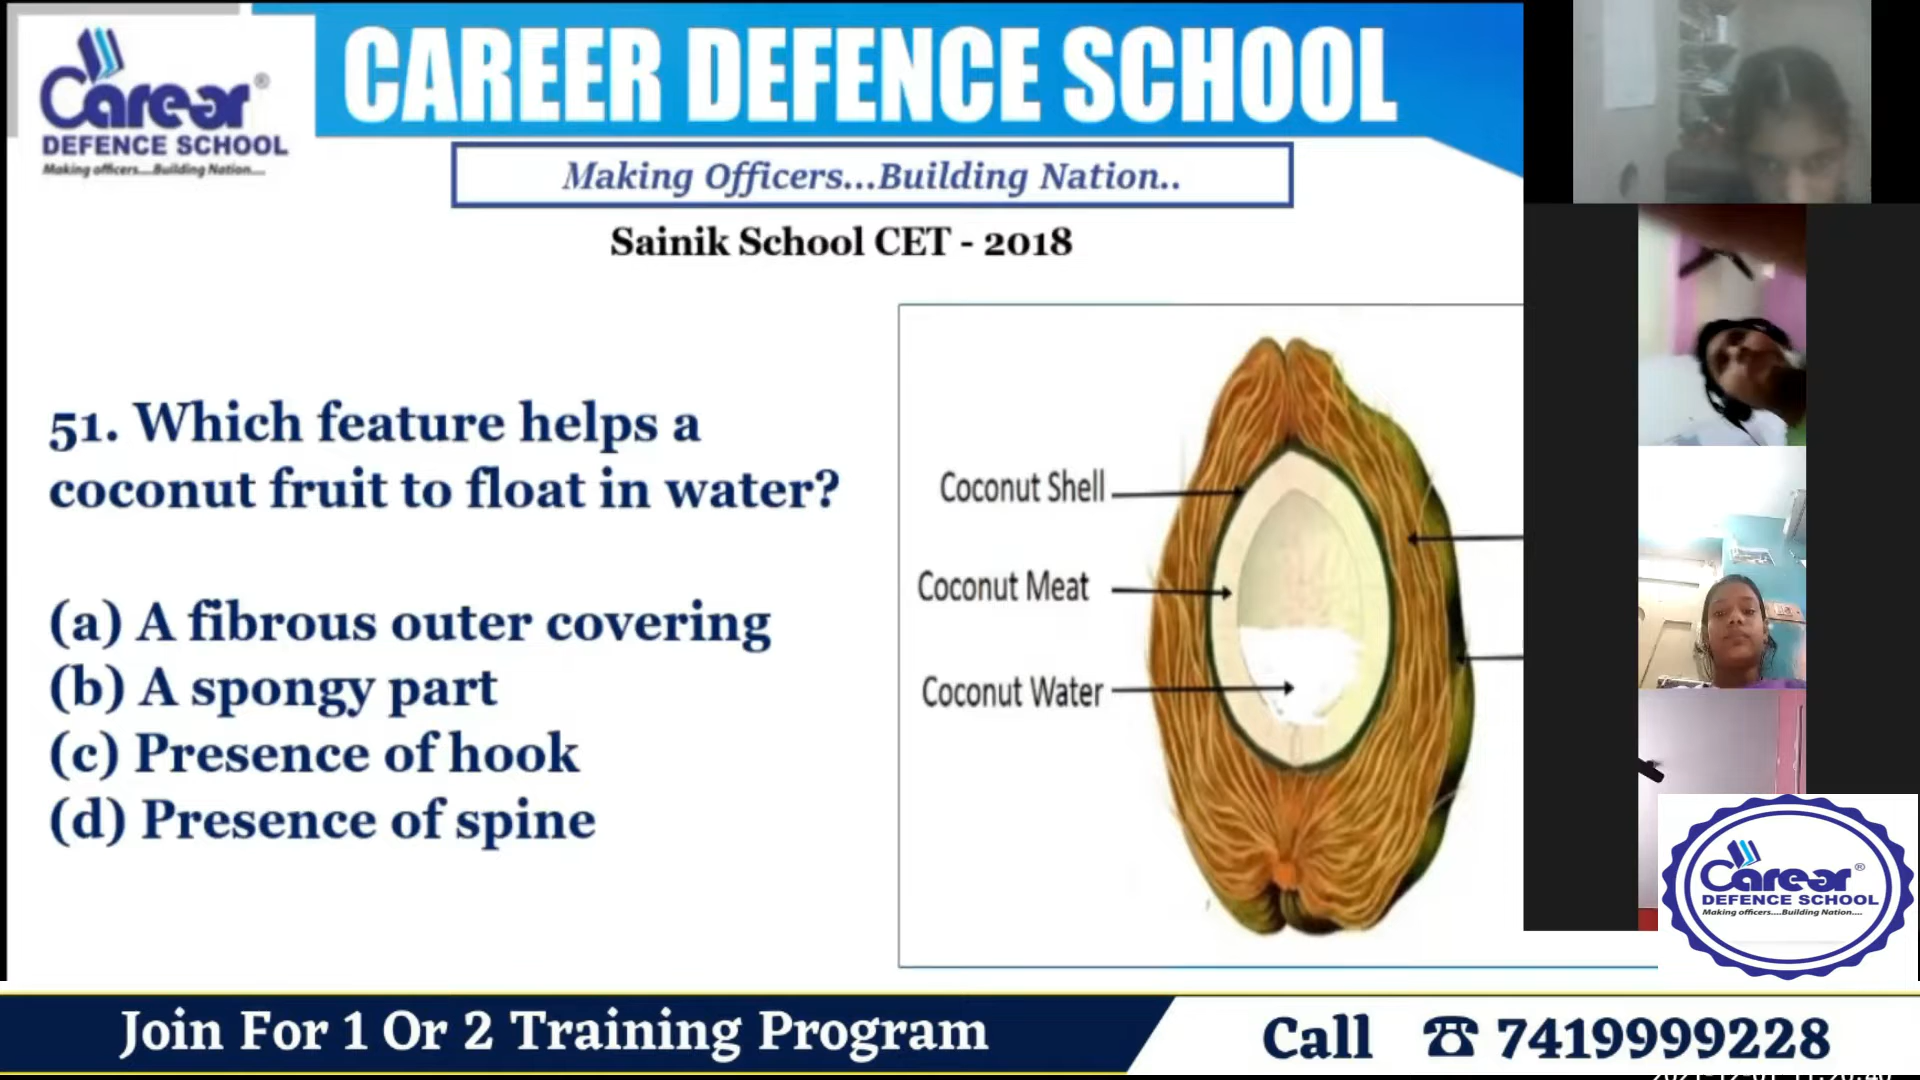 Career®
DEFENCE SCHOOL
Making officers....Building Nation....
CAREER DEFENCE SCHOOL
Making Officers...Building Nation..
Sainik School CET - 2018
51. Which feature helps a
coconut fruit to float in water?
(a) A fibrous outer covering
(b) A spongy part
(c) Presence of hook
(d) Presence of spine
Coconut Shell
Coconut Meat
Coconut Water
Career®
DEFENCE SCHOOL
Making officers....Building Nation....
Join For 1 Or 2 Training Program
Call ☎ 7419999228